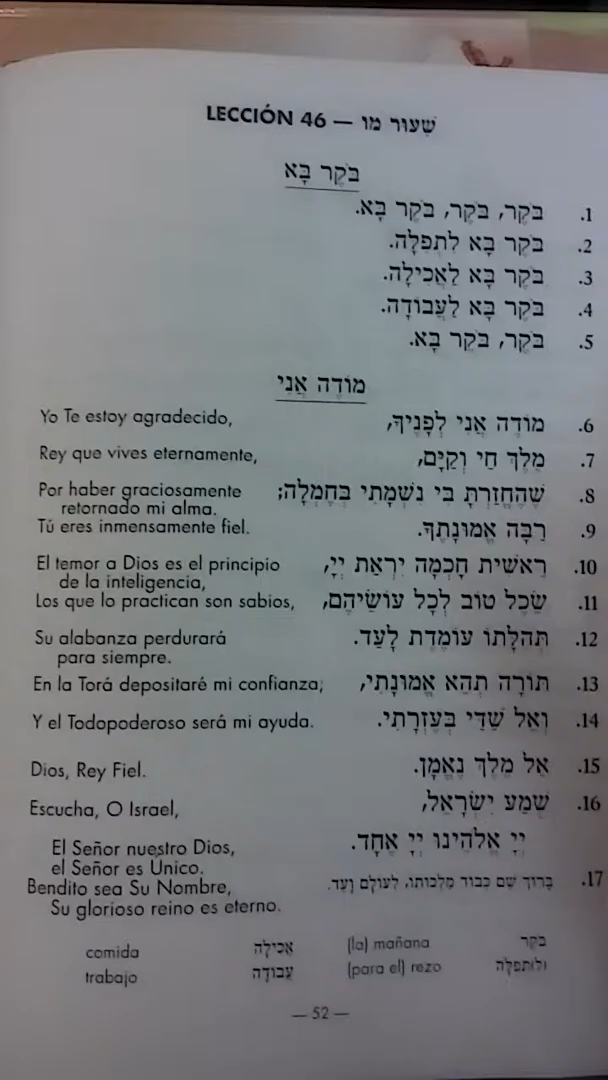 LECCIÓN 46 — שִׁעוּר מו
בֹּקֶר בָּא
1. בֹּקֶר, בֹּקֶר, בֹּקֶר בָּא.
2. בֹּקֶר בָּא לִתְפִלָּה.
3. בֹּקֶר בָּא לַאֲכִילָה.
4. בֹּקֶר בָּא לַעֲבוֹדָה.
5. בֹּקֶר, בֹּקֶר בָּא.
מוֹדֶה אֲנִי
Yo Te estoy agradecido, מוֹדֶה אֲנִי לְפָנֶיךָ, .6
Rey que vives eternamente, מֶלֶךְ חַי וְקַיָּם, .7
Por haber graciosamente שֶׁהֶחֱזַרְתָּ בִּי נִשְׁמָתִי בְּחֶמְלָה; .8
retornado mi alma.
Tú eres inmensamente fiel. רַבָּה אֱמוּנָתֶךָ. .9
El temor a Dios es el principio רֵאשִׁית חָכְמָה יִרְאַת יְיָ, .10
de la inteligencia,
Los que lo practican son sabios, שֵׂכֶל טוֹב לְכָל עוֹשֵׂיהֶם, .11
Su alabanza perdurará תְּהִלָּתוֹ עוֹמֶדֶת לָעַד. .12
para siempre.
En la Torá depositaré mi confianza; תּוֹרָה תְּהֵא אֱמוּנָתִי, .13
Y el Todopoderoso será mi ayuda. וְאֵל שַׁדַּי בְּעֶזְרָתִי. .14
Dios, Rey Fiel. אֵל מֶלֶךְ נֶאֱמָן. .15
Escucha, O Israel, שְׁמַע יִשְׂרָאֵל, .16
El Señor nuestro Dios, יְיָ אֱלֹהֵינוּ יְיָ אֶחָד.
el Señor es Único.
Bendito sea Su Nombre, בָּרוּךְ שֵׁם כְּבוֹד מַלְכוּתוֹ, לְעוֹלָם וָעֶד. .17
Su glorioso reino es eterno.
comida אֲכִילָה (la) mañana בֹּקֶר
trabajo עֲבוֹדָה (para el) rezo
— 52 —